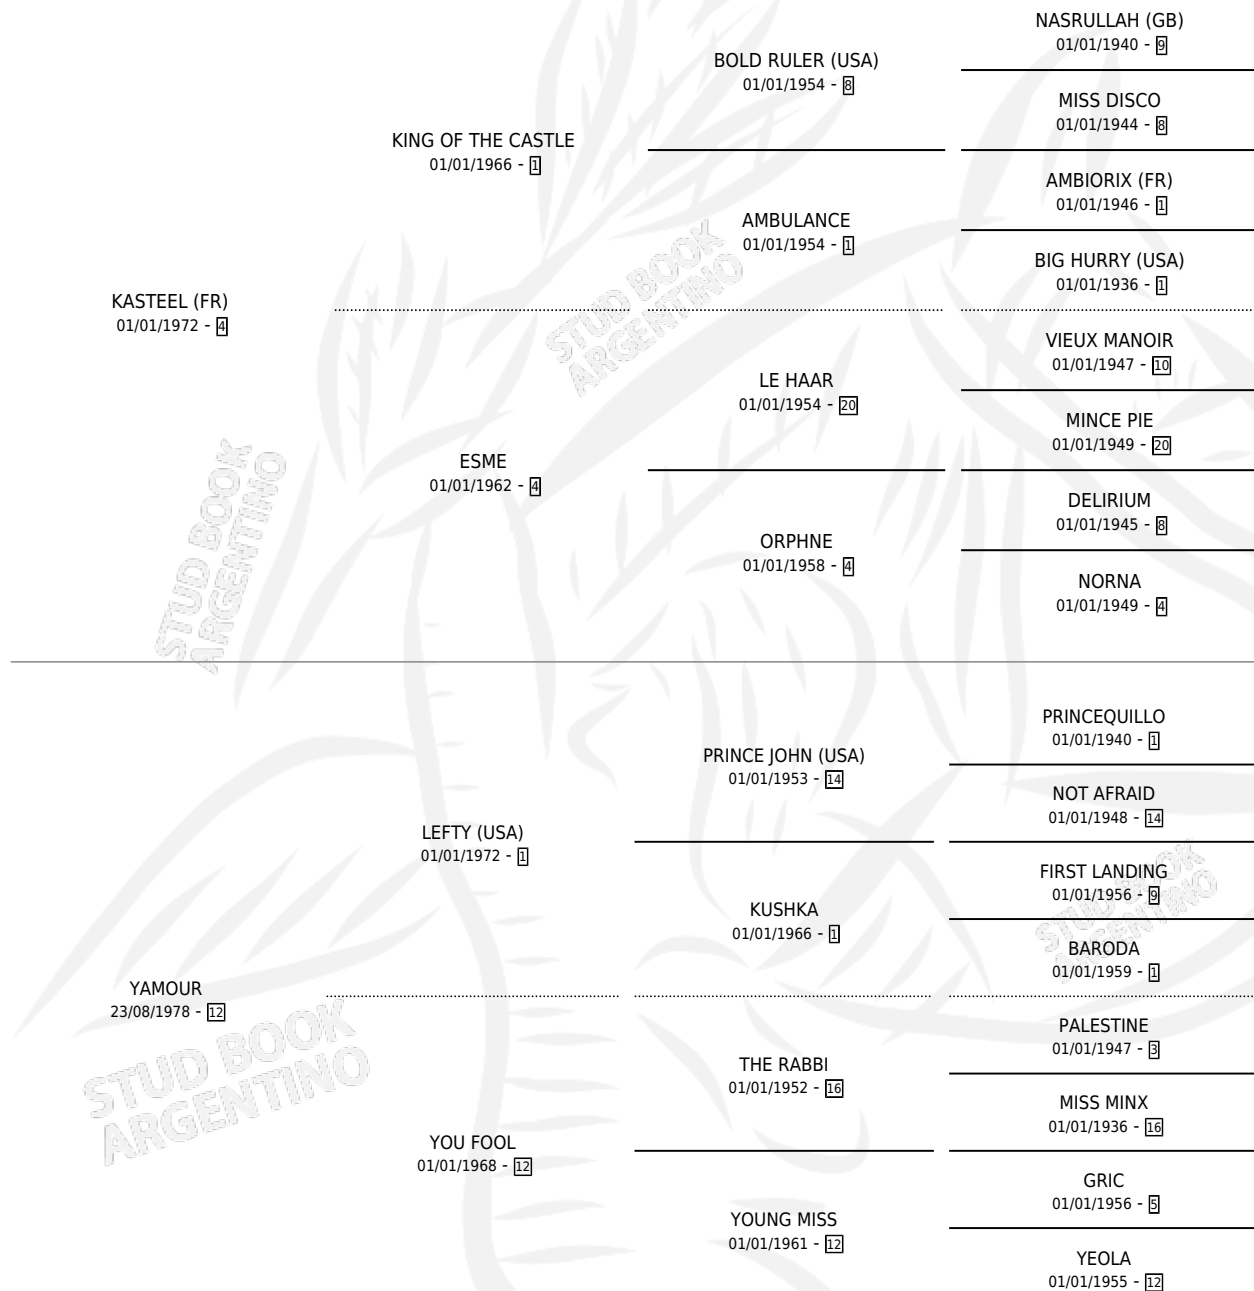 NASRULLAH (GB)
01/01/1940 - 9
BOLD RULER (USA)
01/01/1954 - 8
MISS DISCO
01/01/1944 - 8
KING OF THE CASTLE
01/01/1966 - 1
AMBIORIX (FR)
01/01/1946 - 1
AMBULANCE
01/01/1954 - 1
BIG HURRY (USA)
01/01/1936 - 1
KASTEEL (FR)
01/01/1972 - 4
VIEUX MANOIR
01/01/1947 - 10
LE HAAR
01/01/1954 - 20
MINCE PIE
01/01/1949 - 20
ESME
01/01/1962 - 4
DELIRIUM
01/01/1945 - 8
ORPHNE
01/01/1958 - 4
NORNA
01/01/1949 - 4
PRINCEQUILLO
01/01/1940 - 1
PRINCE JOHN (USA)
01/01/1953 - 14
NOT AFRAID
01/01/1948 - 14
LEFTY (USA)
01/01/1972 - 1
FIRST LANDING
01/01/1956 - 9
KUSHKA
01/01/1966 - 1
BARODA
01/01/1959 - 1
YAMOUR
23/08/1978 - 12
PALESTINE
01/01/1947 - 3
THE RABBI
01/01/1952 - 16
MISS MINX
01/01/1936 - 16
YOU FOOL
01/01/1968 - 12
GRIC
01/01/1956 - 5
YOUNG MISS
01/01/1961 - 12
YEOLA
01/01/1955 - 12
STUD BOOK
ARGENTINO
STUD BOOK
ARGENTINO
STUD BOOK
ARGENTINO
STUD BOOK
ARGENTINO